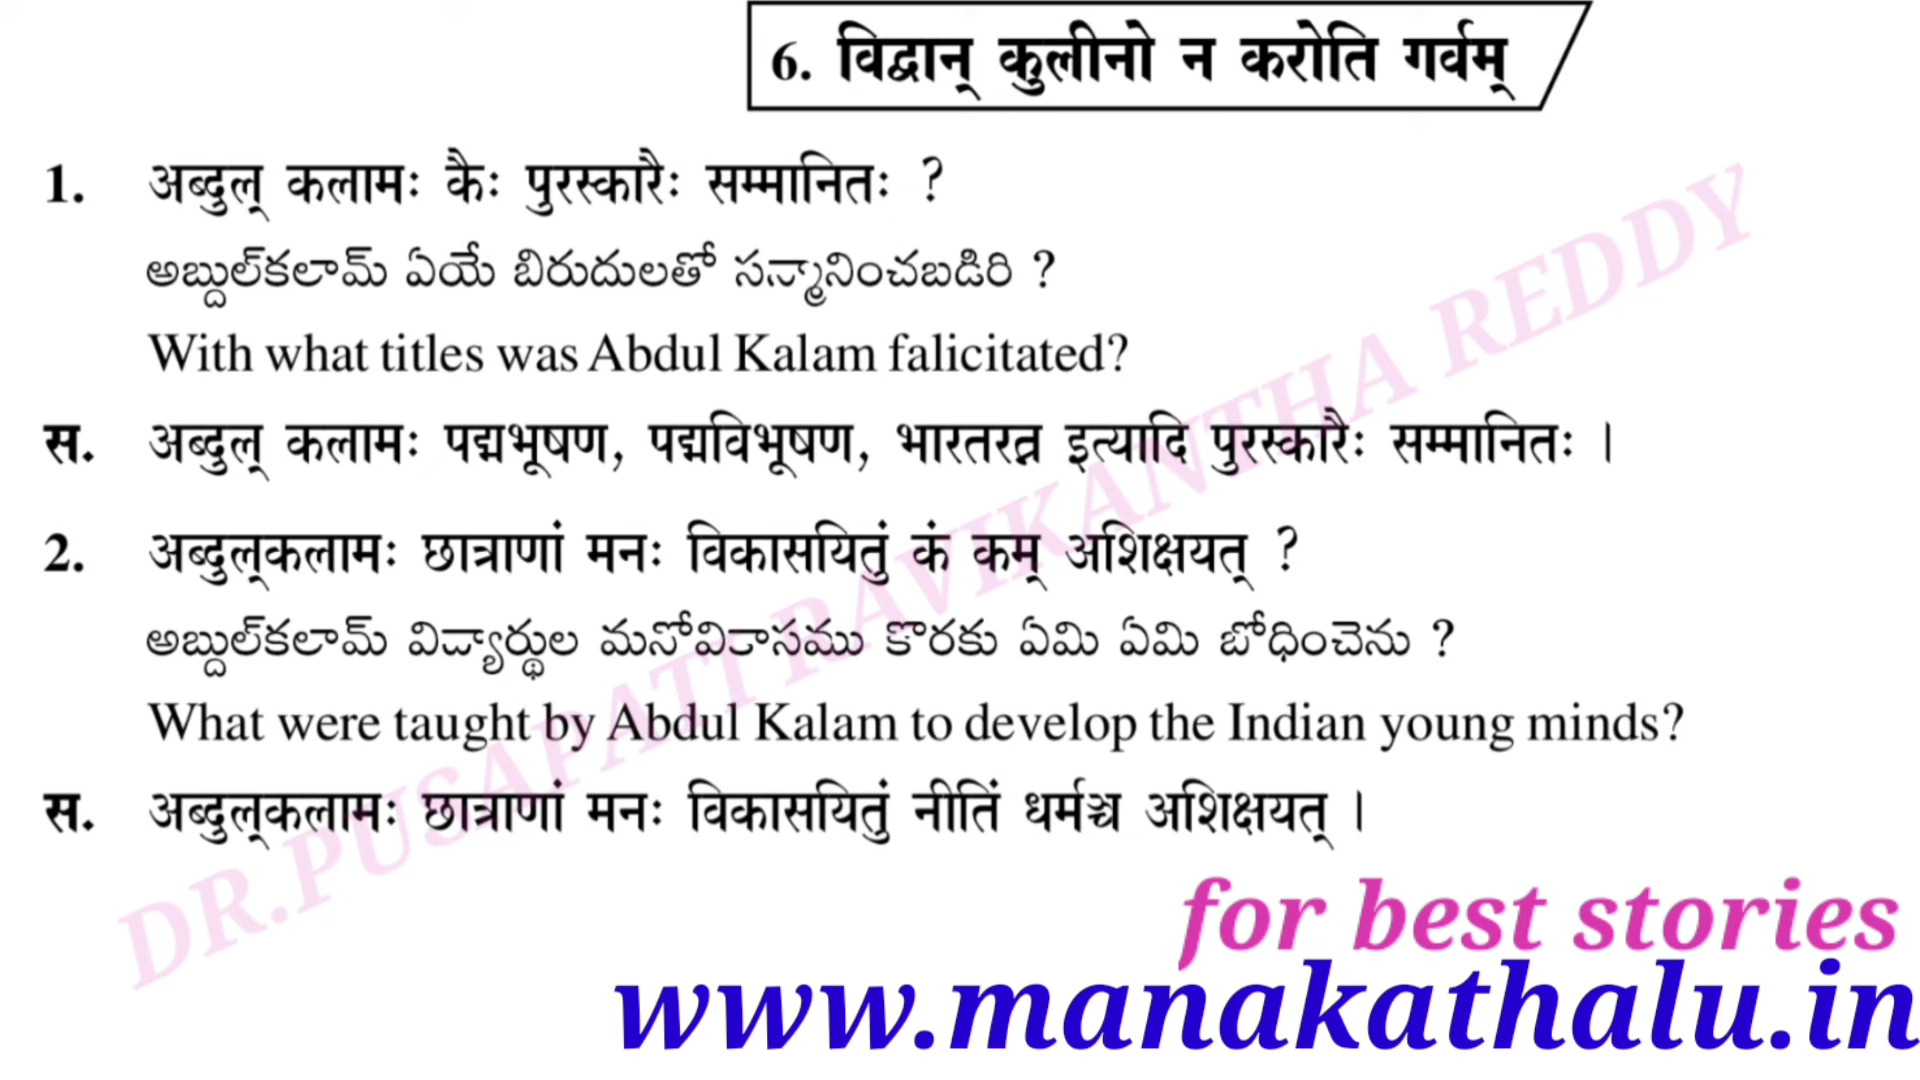 6. विद्वान् कुलीनो न करोति गर्वम्
1. अब्दुल् कलामः कैः पुरस्कारैः सम्मानितः ?
అబ్దుల్‌కలామ్ ఏయే బిరుదులతో సన్మానించబడిరి ?
With what titles was Abdul Kalam falicitated?
स. अब्दुल् कलामः पद्मभूषण, पद्मविभूषण, भारतरत्न इत्यादि पुरस्कारैः सम्मानितः ।
2. अब्दुल्कलामः छात्राणां मनः विकासयितुं कं कम् अशिक्षयत् ?
అబ్దుల్‌కలామ్ విద్యార్థుల మనోవికాసము కొరకు ఏమి ఏమి బోధించెను ?
What were taught by Abdul Kalam to develop the Indian young minds?
स. अब्दुल्कलामः छात्राणां मनः विकासयितुं नीतिं धर्मञ्च अशिक्षयत् ।
DR.PUSAPATI RAVIKANTHA REDDY
for best stories
www.manakathalu.in